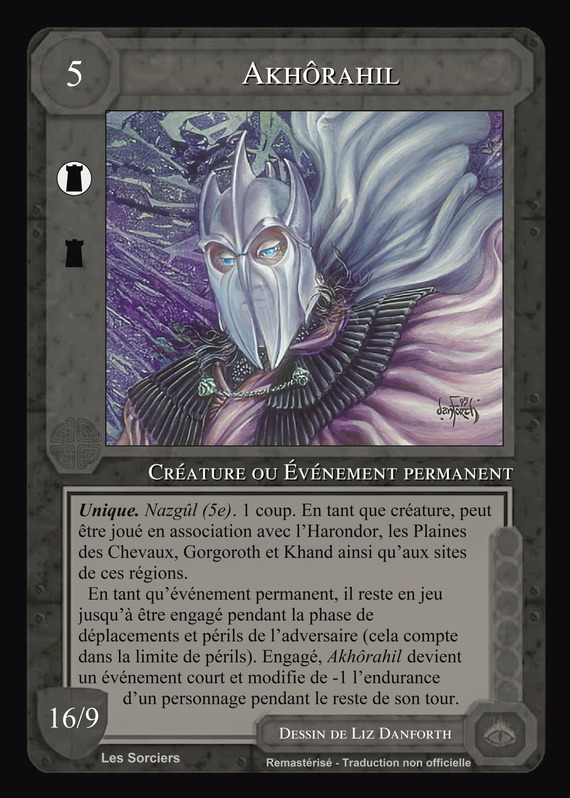 5
AKHÔRAHIL
danforth 95
CRÉATURE OU ÉVÉNEMENT PERMANENT
Unique. Nazgûl (5e). 1 coup. En tant que créature, peut
être joué en association avec l’Harondor, les Plaines
des Chevaux, Gorgoroth et Khand ainsi qu’aux sites
de ces régions.
En tant qu’événement permanent, il reste en jeu
jusqu’à être engagé pendant la phase de
déplacements et périls de l’adversaire (cela compte
dans la limite de périls). Engagé, Akhôrahil devient
un événement court et modifie de -1 l’endurance
d’un personnage pendant le reste de son tour.
16/9
DESSIN DE LIZ DANFORTH
Les Sorciers
Remastérisé - Traduction non officielle